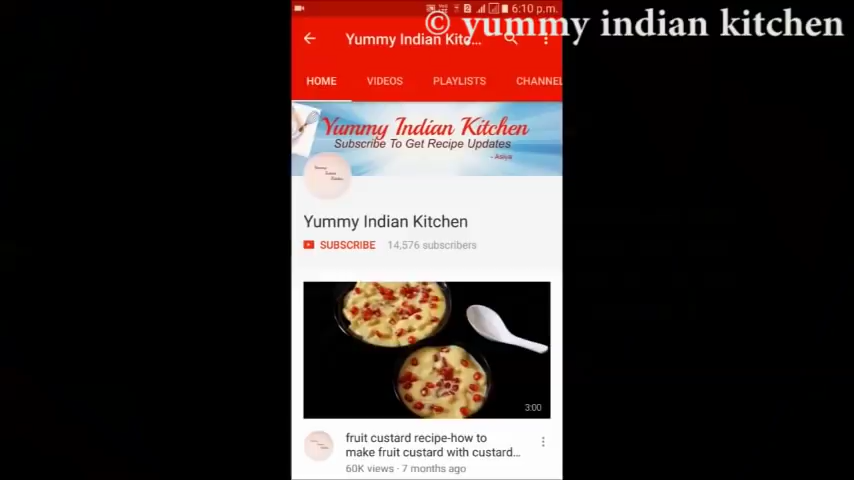 6:10 p.m.
© yummy indian kitchen
Yummy Indian Kitc...
HOME VIDEOS PLAYLISTS CHANNEL
Yummy Indian Kitchen
Subscribe To Get Recipe Updates
- Asiya
Yummy Indian Kitchen
SUBSCRIBE 14,576 subscribers
3:00
fruit custard recipe-how to
make fruit custard with custard...
60K views · 7 months ago